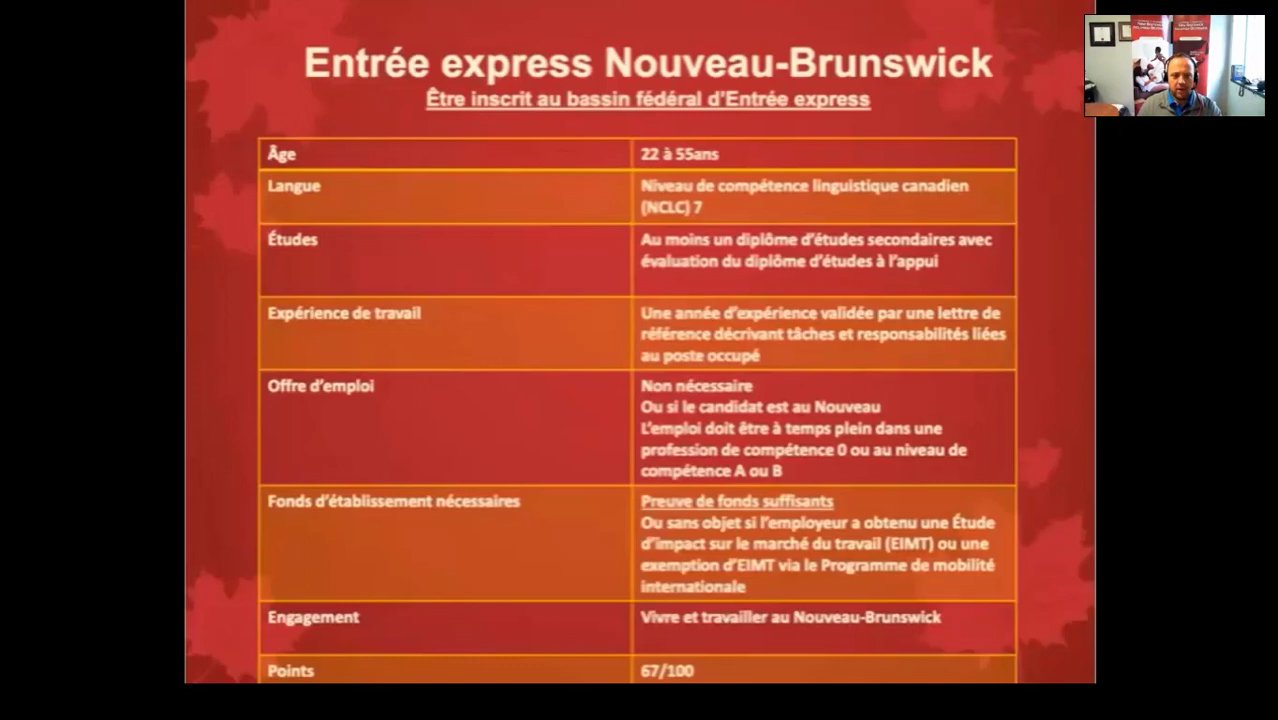 Entrée express Nouveau-Brunswick
Être inscrit au bassin fédéral d'Entrée express
Âge
22 à 55ans
Langue
Niveau de compétence linguistique canadien
(NCLC) 7
Études
Au moins un diplôme d'études secondaires avec
évaluation du diplôme d'études à l'appui
Expérience de travail
Une année d'expérience validée par une lettre de
référence décrivant tâches et responsabilités liées
au poste occupé
Offre d'emploi
Non nécessaire
Ou si le candidat est au Nouveau
L'emploi doit être à temps plein dans une
profession de compétence 0 ou au niveau de
compétence A ou B
Fonds d'établissement nécessaires
Preuve de fonds suffisants
Ou sans objet si l'employeur a obtenu une Étude
d'impact sur le marché du travail (EIMT) ou une
exemption d'EIMT via le Programme de mobilité
internationale
Engagement
Vivre et travailler au Nouveau-Brunswick
Points
67/100